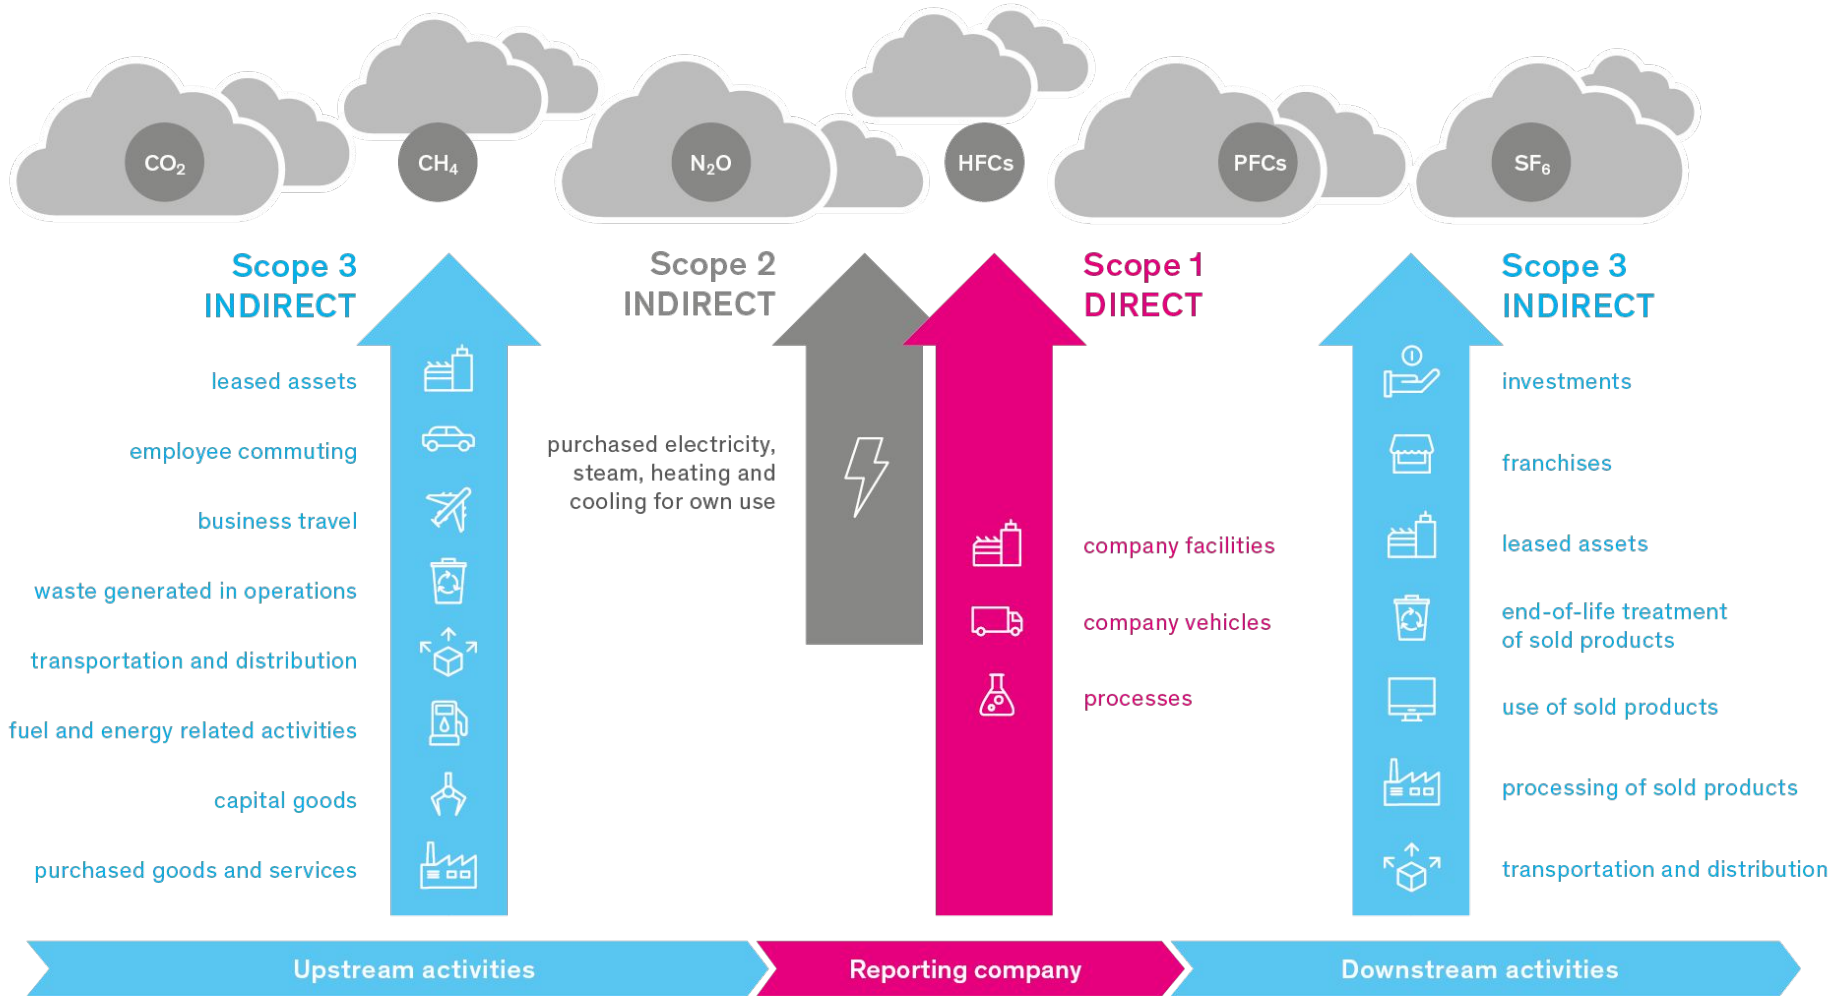 CO₂
CH₄
N₂O
HFCs
PFCs
SF₆
Scope 3
INDIRECT
leased assets
employee commuting
business travel
waste generated in operations
transportation and distribution
fuel and energy related activities
capital goods
purchased goods and services
Scope 2
INDIRECT
purchased electricity,
steam, heating and
cooling for own use
Scope 1
DIRECT
company facilities
company vehicles
processes
Scope 3
INDIRECT
investments
franchises
leased assets
end-of-life treatment
of sold products
use of sold products
processing of sold products
transportation and distribution
Upstream activities
Reporting company
Downstream activities